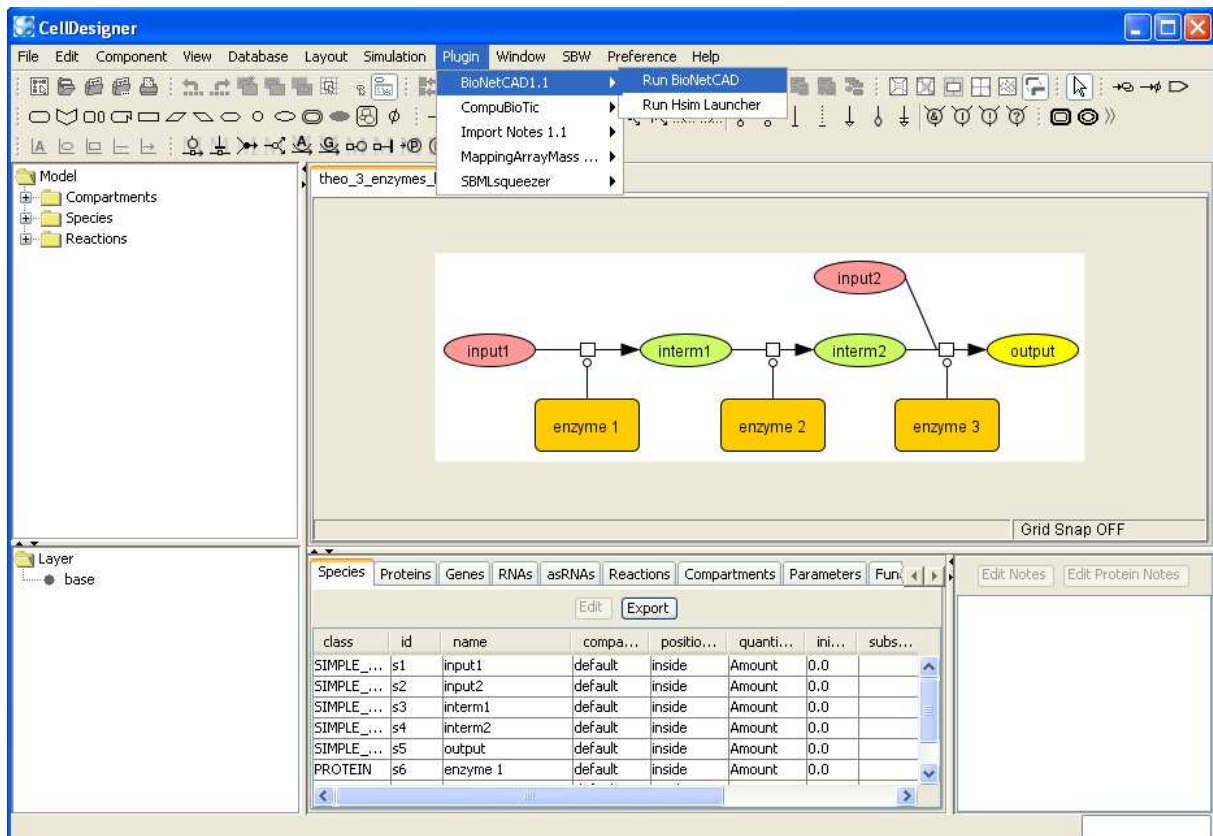 CellDesigner
File Edit Component View Database Layout Simulation Plugin Window SBW Preference Help
BioNetCAD1.1
Run BioNetCAD
CompuBioTic
Run Hsim Launcher
Import Notes 1.1
MappingArrayMass ...
SBMLsqueezer
Model
Compartments
Species
Reactions
theo_3_enzymes_
input2
input1 interm1 interm2 output
enzyme 1 enzyme 2 enzyme 3
Grid Snap OFF
Layer
base
Species Proteins Genes RNAs asRNAs Reactions Compartments Parameters Fun
Edit Notes Edit Protein Notes
Edit Export
class id name compa... positio... quanti... ini... subs...
SIMPLE_... s1 input1 default inside Amount 0.0
SIMPLE_... s2 input2 default inside Amount 0.0
SIMPLE_... s3 interm1 default inside Amount 0.0
SIMPLE_... s4 interm2 default inside Amount 0.0
SIMPLE_... s5 output default inside Amount 0.0
PROTEIN s6 enzyme 1 default inside Amount 0.0